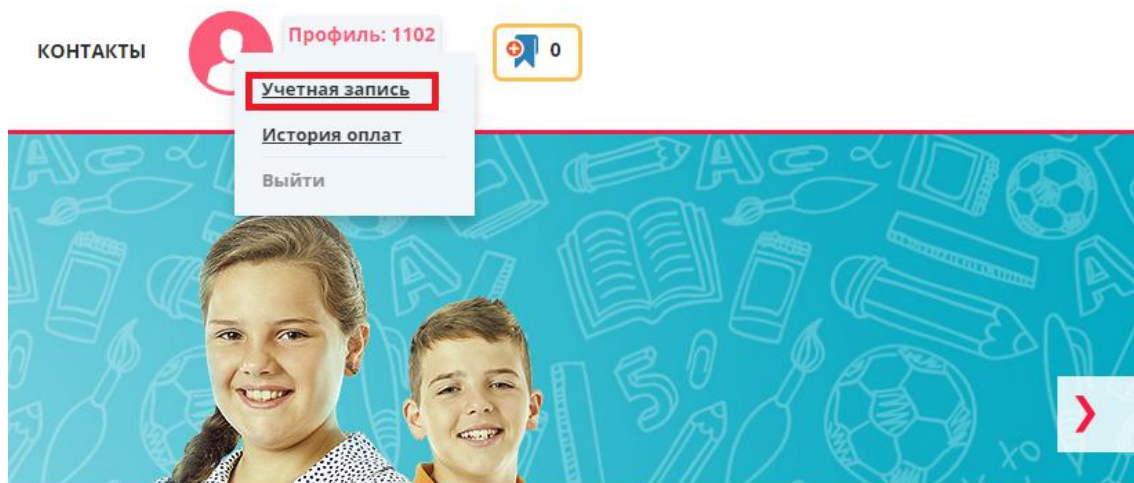 КОНТАКТЫ
Профиль: 1102
0
Учетная запись
История оплат
Выйти